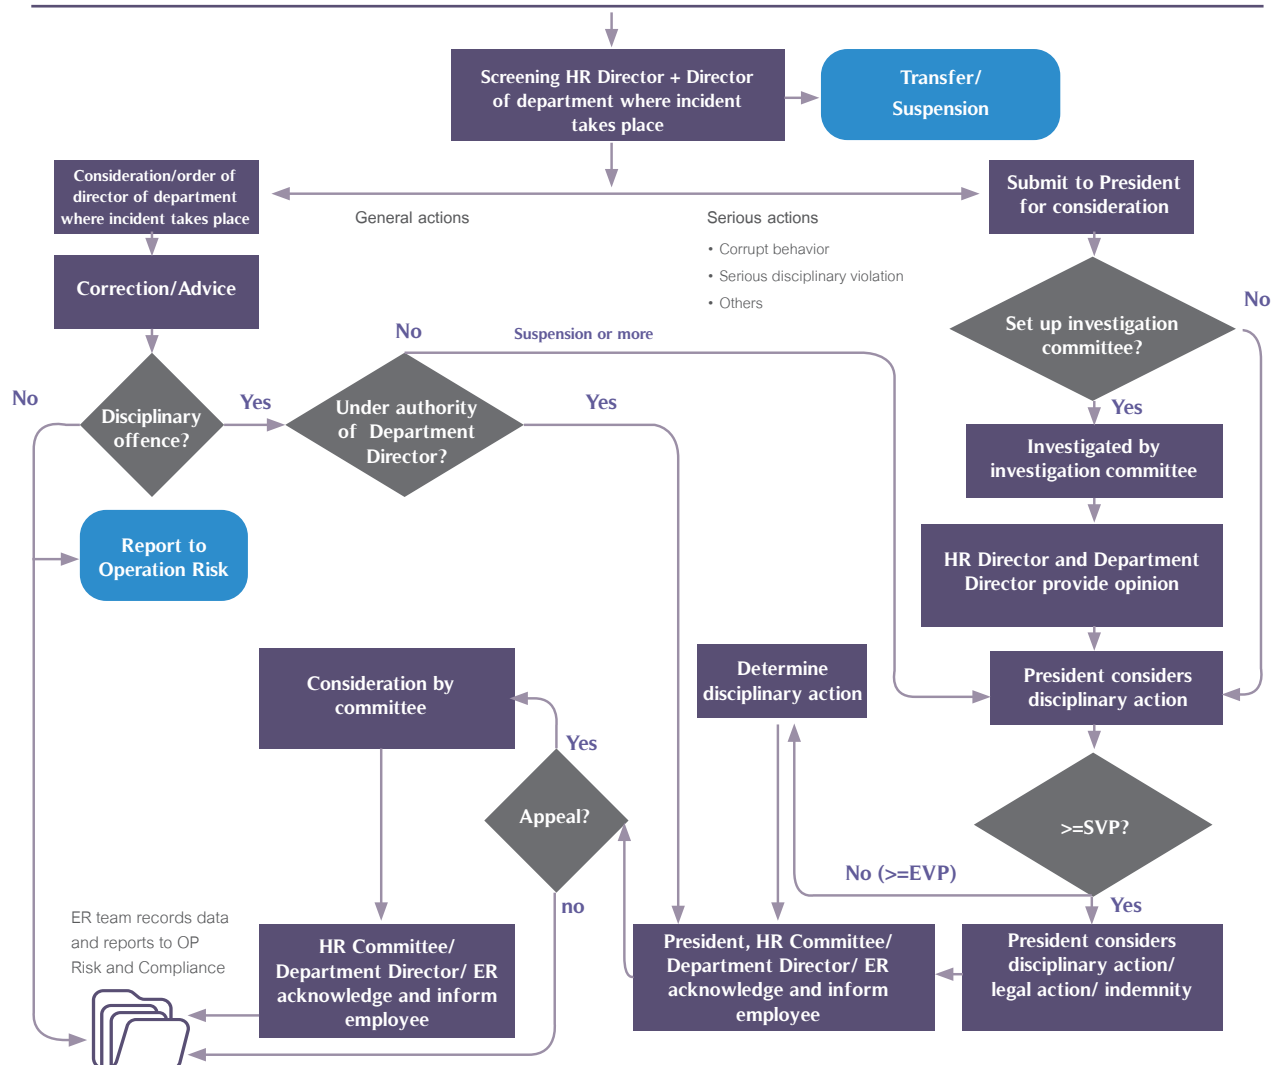 Screening HR Director + Director
of department where incident
takes place
Transfer/
Suspension
Consideration/order of
director of department
where incident takes place
General actions
Serious actions
• Corrupt behavior
• Serious disciplinary violation
• Others
Submit to President
for consideration
Correction/Advice
Set up investigation
committee?
No
Yes
No
Suspension or more
No
Disciplinary
offence?
Yes
Under authority
of Department
Director?
Yes
Investigated by
investigation committee
Report to
Operation Risk
HR Director and Department
Director provide opinion
Consideration by
committee
Determine
disciplinary action
President considers
disciplinary action
Yes
Appeal?
no
>=SVP?
No (>=EVP)
Yes
ER team records data
and reports to OP
Risk and Compliance
HR Committee/
Department Director/ ER
acknowledge and inform
employee
President, HR Committee/
Department Director/ ER
acknowledge and inform
employee
President considers
disciplinary action/
legal action/ indemnity